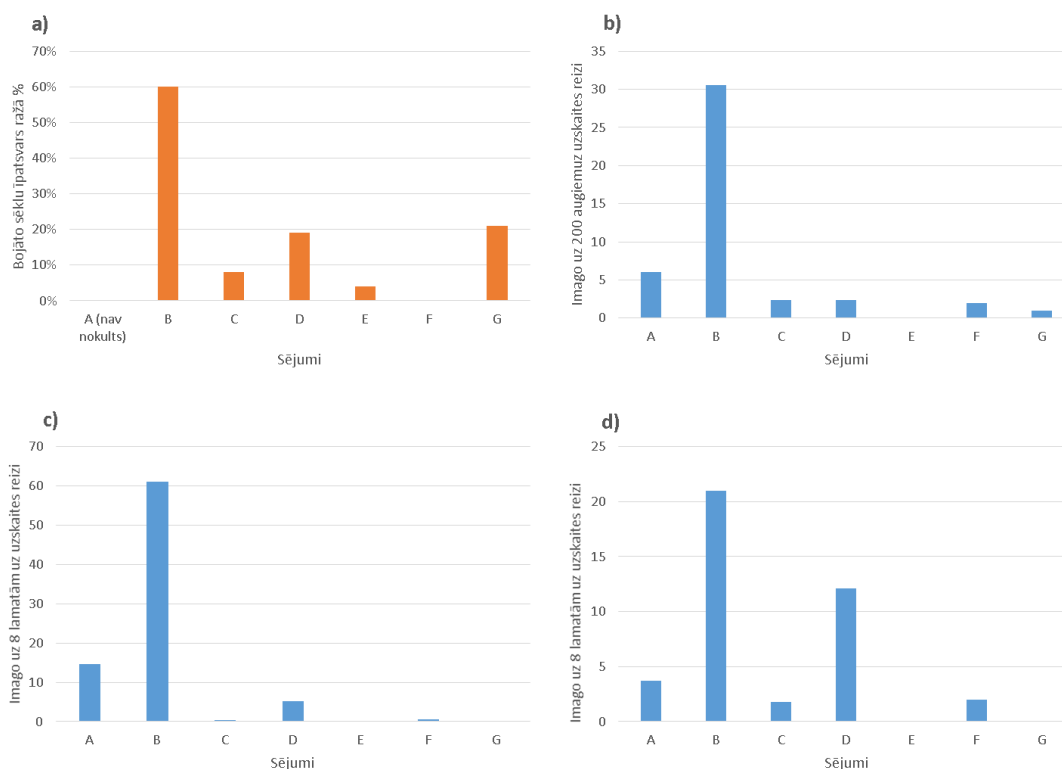 a)
Bojāto sēklu īpatsvars ražā %
70%
60%
50%
40%
30%
20%
10%
0%
A (nav
nokults)
B
C
D
E
F
G
Sējumi
b)
Imago uz 200 augiemuz uzskaites reizi
35
30
25
20
15
10
5
0
A
B
C
D
E
F
G
Sējumi
c)
Imago uz 8 lamatām uz uzskaites reizi
70
60
50
40
30
20
10
0
A
B
C
D
E
F
G
Sējumi
d)
Imago uz 8 lamatām uz uzskaites reizi
25
20
15
10
5
0
A
B
C
D
E
F
G
Sējumi